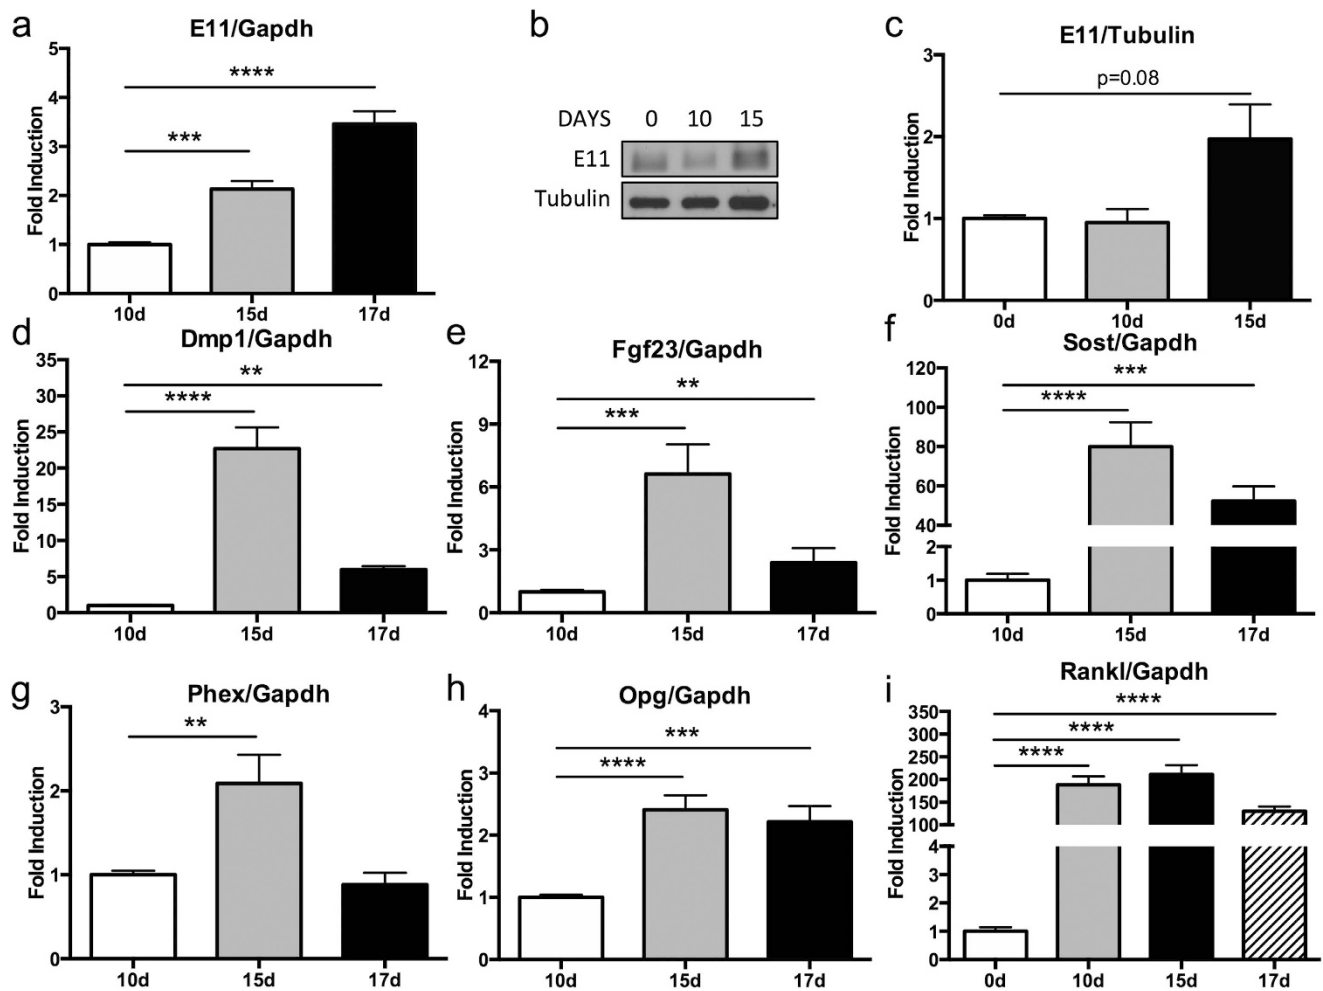 a
E11/Gapdh
Fold Induction
5
4
3
2
1
0
****
***
10d 15d 17d
b
DAYS 0 10 15
E11
Tubulin
c
E11/Tubulin
Fold Induction
3
2
1
0
p=0.08
0d 10d 15d
d
Dmp1/Gapdh
Fold Induction
35
30
25
20
15
10
5
0
**
****
10d 15d 17d
e
Fgf23/Gapdh
Fold Induction
12
9
6
3
0
**
***
10d 15d 17d
f
Sost/Gapdh
Fold Induction
120
100
80
60
40
2
1
0
***
****
10d 15d 17d
g
Phex/Gapdh
Fold Induction
3
2
1
0
**
10d 15d 17d
h
Opg/Gapdh
Fold Induction
4
3
2
1
0
***
****
10d 15d 17d
i
Rankl/Gapdh
Fold Induction
350
300
250
200
150
100
4
3
2
1
0
****
****
****
0d 10d 15d 17d